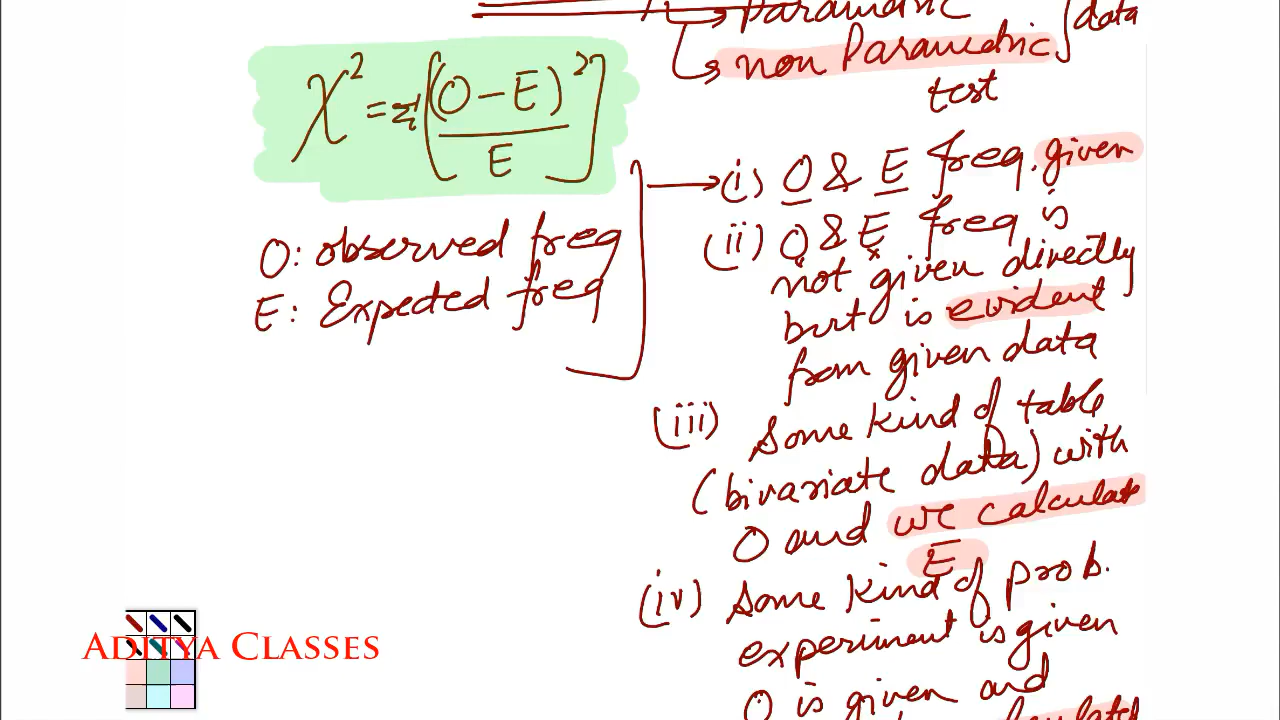 Parametric
data
non Parametric
test
χ² = Σ[(O − E)²/E]
O: observed freq
E: Expected freq
(i) O & E freq. given
(ii) O & E freq is
not given directly
but is evident
from given data
(iii) Some kind of table
(bivariate data) with
O and we calculate
E
(iv) Some kind of prob.
experiment is given
O is given and
ADITYA CLASSES